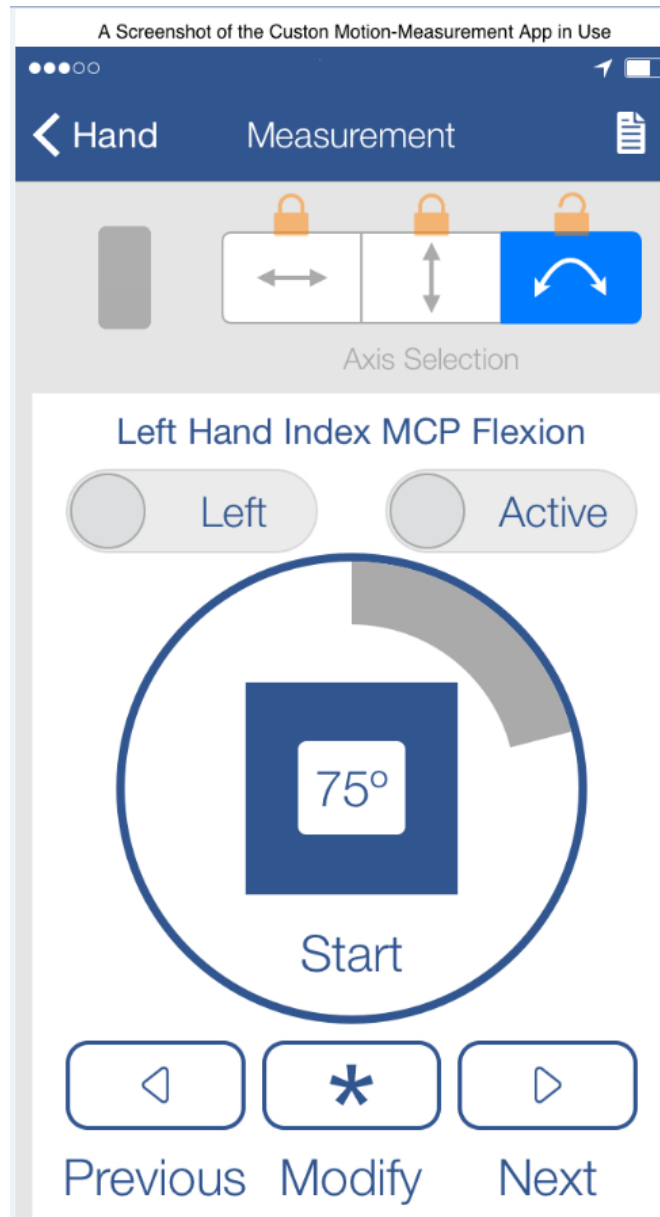 A Screenshot of the Custon Motion-Measurement App in Use
Hand Measurement
Axis Selection
Left Hand Index MCP Flexion
Left Active
75º
Start
Previous Modify Next